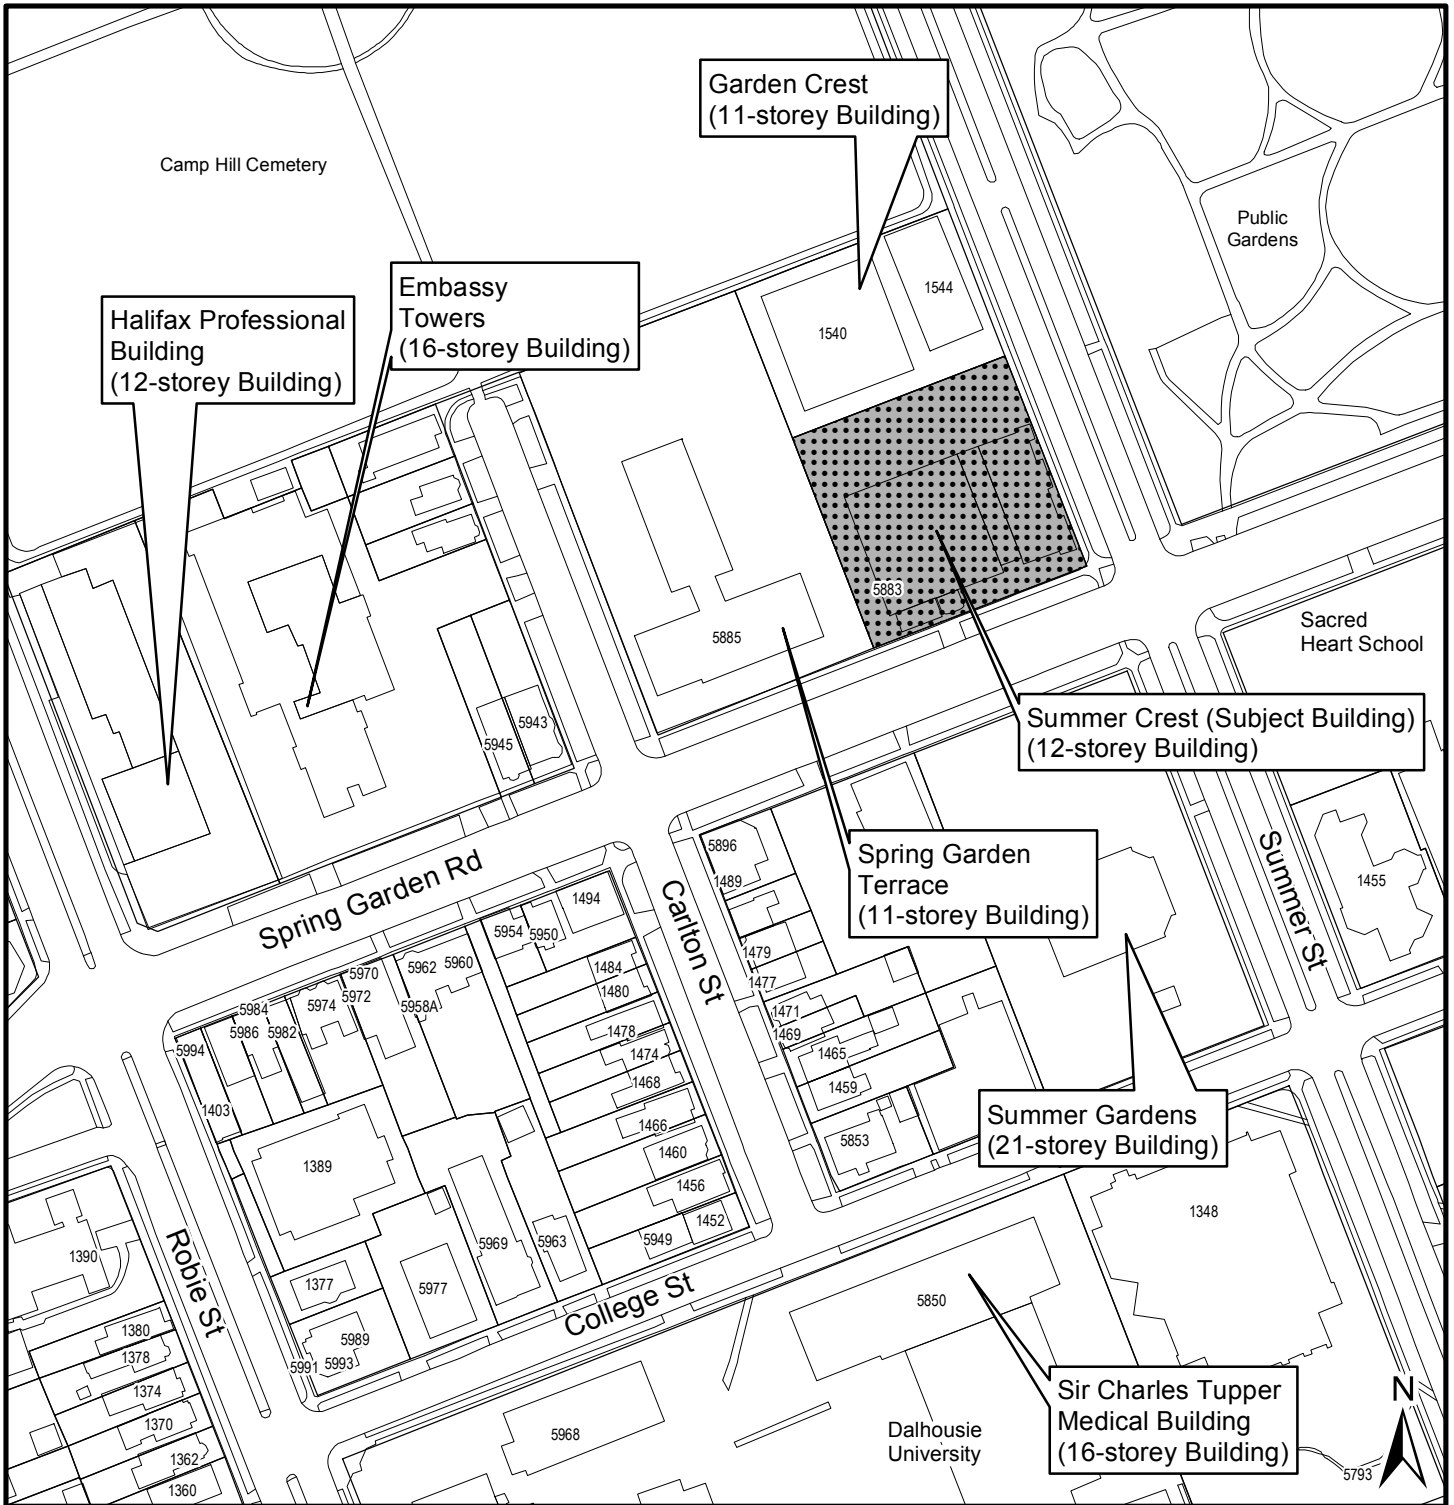 Garden Crest
(11-storey Building)
Camp Hill Cemetery
Public
Gardens
Embassy
Towers
(16-storey Building)
Halifax Professional
Building
(12-storey Building)
1544
1540
5883
5885
Sacred
Heart School
Summer Crest (Subject Building)
(12-storey Building)
5943
5945
Spring Garden
Terrace
(11-storey Building)
Spring Garden Rd
Carlton St
Summer St
5896
1489
1455
1494
5954
5950
5962
5960
1479
1477
1484
1480
5970
5972
5974
5958A
5984
5986
5982
5994
1471
1469
1478
1465
1474
1459
1468
1403
1466
5853
Summer Gardens
(21-storey Building)
1389
1460
1456
1452
5949
1348
1390
Robie St
5969
5963
1377
5977
College St
5850
1380
1378
5989
5991
5993
1374
1370
1362
1360
5968
Dalhousie
University
Sir Charles Tupper
Medical Building
(16-storey Building)
N
5793